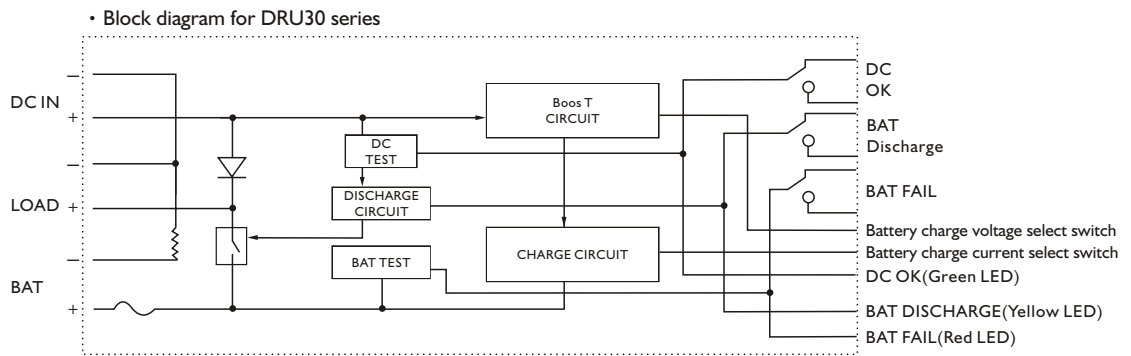 · Block diagram for DRU30 series
DC IN
−
+
LOAD
−
+
BAT
−
+
Boos T
CIRCUIT
DC
TEST
DISCHARGE
CIRCUIT
BAT TEST
CHARGE CIRCUIT
DC
OK
BAT
Discharge
BAT FAIL
Battery charge voltage select switch
Battery charge current select switch
DC OK(Green LED)
BAT DISCHARGE(Yellow LED)
BAT FAIL(Red LED)